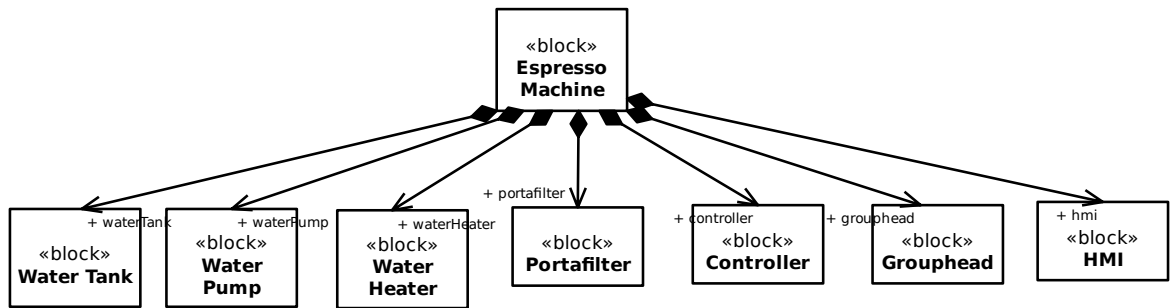 «block»
Espresso
Machine
+ portafilter
+ waterTank
+ waterPump
+ waterHeater
+ controller
+ grouphead
+ hmi
«block»
Water Tank
«block»
Water
Pump
«block»
Water
Heater
«block»
Portafilter
«block»
Controller
«block»
Grouphead
«block»
HMI